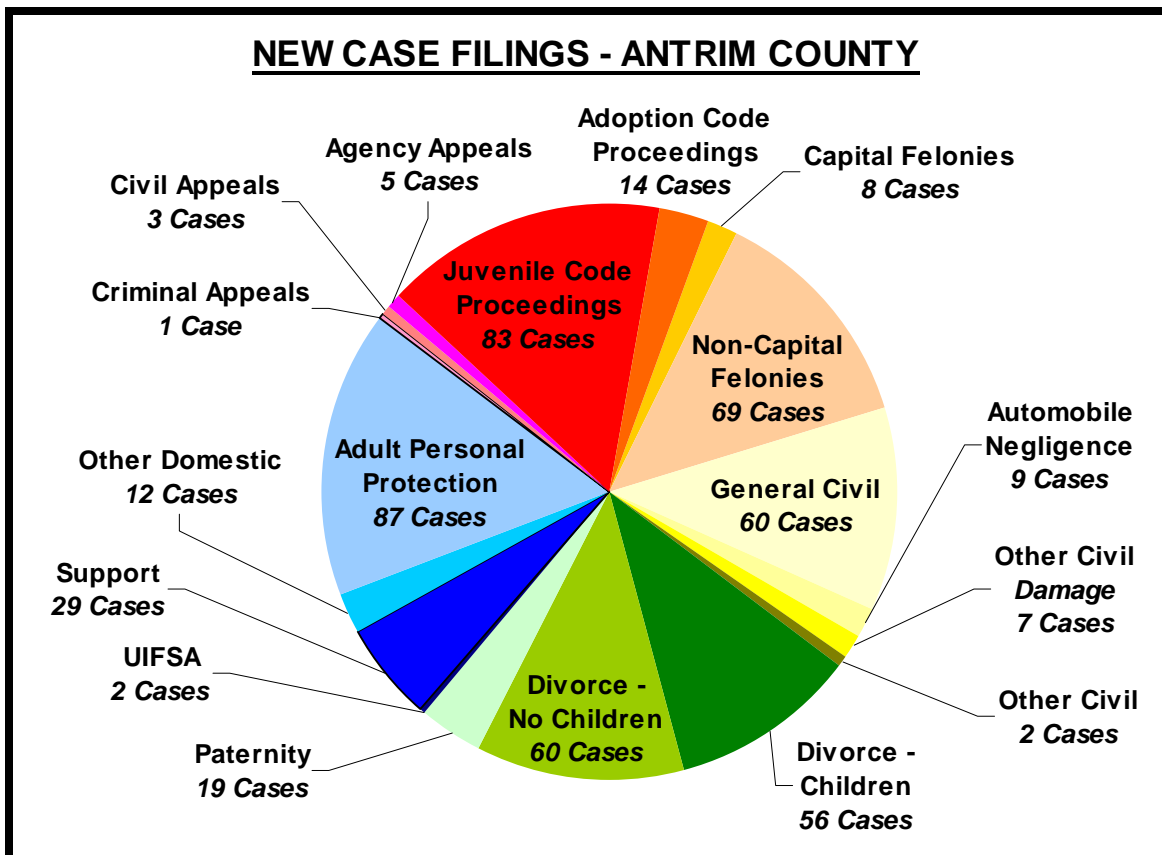 NEW CASE FILINGS - ANTRIM COUNTY
Adoption Code
Proceedings
14 Cases
Capital Felonies
8 Cases
Non-Capital
Felonies
69 Cases
General Civil
60 Cases
Automobile
Negligence
9 Cases
Other Civil
Damage
7 Cases
Other Civil
2 Cases
Divorce -
Children
56 Cases
Divorce -
No Children
60 Cases
Paternity
19 Cases
UIFSA
2 Cases
Support
29 Cases
Other Domestic
12 Cases
Adult Personal
Protection
87 Cases
Criminal Appeals
1 Case
Civil Appeals
3 Cases
Agency Appeals
5 Cases
Juvenile Code
Proceedings
83 Cases